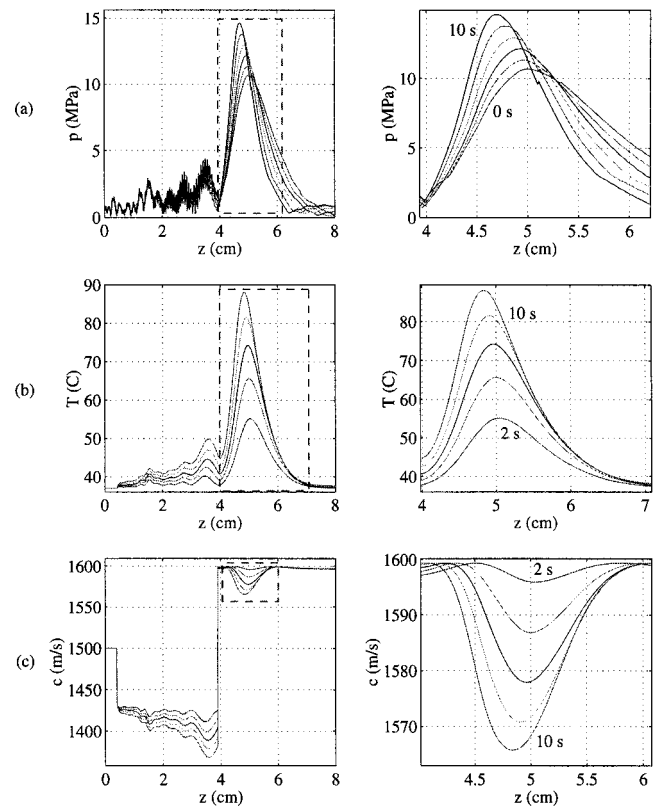 (a)
p (MPa)
15
10
5
0
0 2 4 6 8
z (cm)
p (MPa)
10
5
0
4 4.5 5 5.5 6
z (cm)
10 s
0 s
(b)
T (C)
90
80
70
60
50
40
0 2 4 6 8
z (cm)
T (C)
80
70
60
50
40
4 5 6 7
z (cm)
10 s
2 s
(c)
c (m/s)
1600
1550
1500
1450
1400
0 2 4 6 8
z (cm)
c (m/s)
1600
1590
1580
1570
4.5 5 5.5 6
z (cm)
2 s
10 s